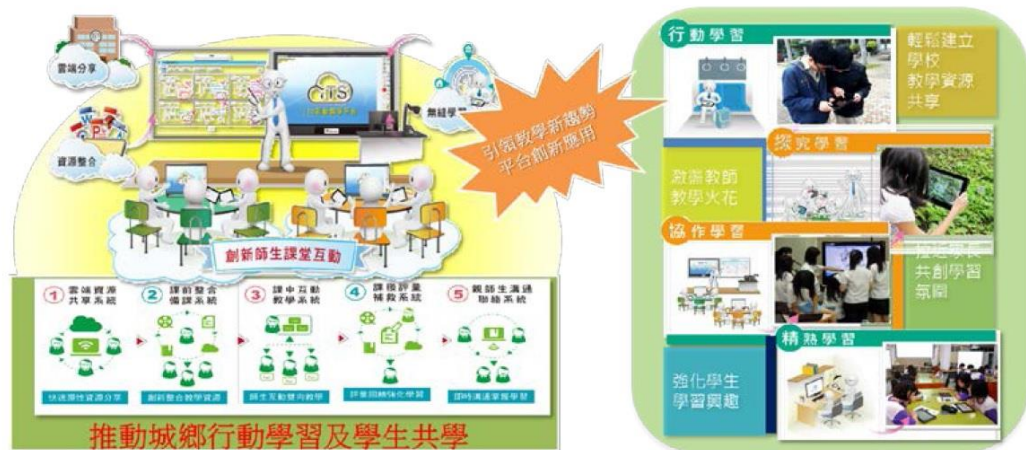 雲端分享
資源整合
W
P
ITS
無縫學
創新師生課堂互動
引領教學新趨勢
平台創新應用
1 雲端資源
共享系統
快速彈性資源分享
2 課前整合
備課系統
創新整合教學資源
3 課中互動
教學系統
師生互動雙向教學
4 課後評量
補救系統
評量回饋強化學習
5 親師生溝通
聯絡系統
即時溝通掌握學習
推動城鄉行動學習及學生共學
行動學習
輕鬆建立
學校
教學資源
共享
探究學習
激盪教師
教學火花
協作學習
共創學習
氛圍
精熟學習
強化學生
學習興趣